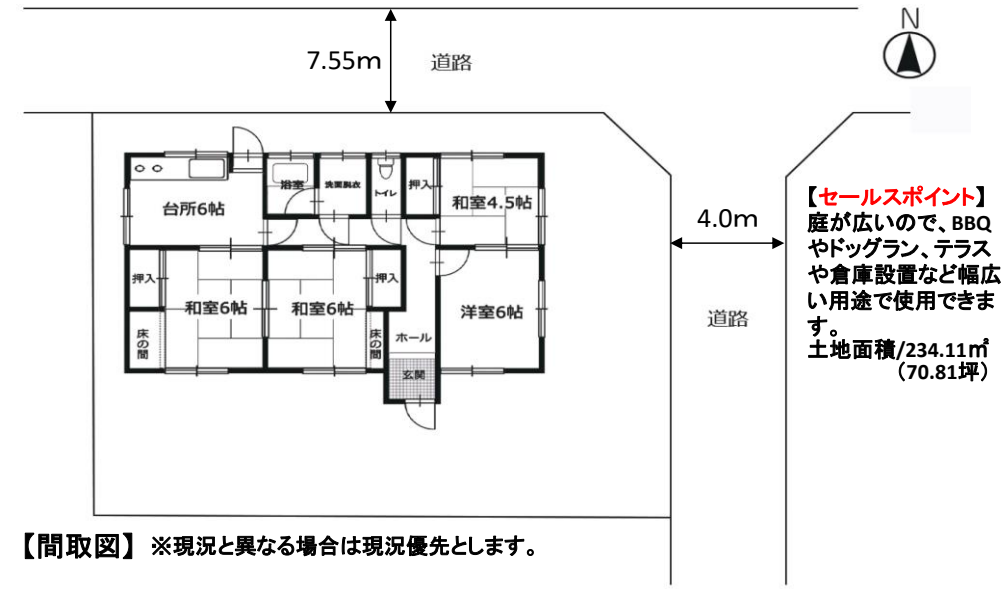 N
7.55m
道路
浴室
洗面脱衣
トイレ
押入
台所6帖
和室4.5帖
4.0m
【セールスポイント】
庭が広いので、BBQ
やドッグラン、テラス
や倉庫設置など幅広
い用途で使用できま
す。
土地面積/234.11㎡
（70.81坪）
押入
和室6帖
和室6帖
押入
洋室6帖
道路
床の間
床の間
ホール
玄関
【間取図】 ※現況と異なる場合は現況優先とします。